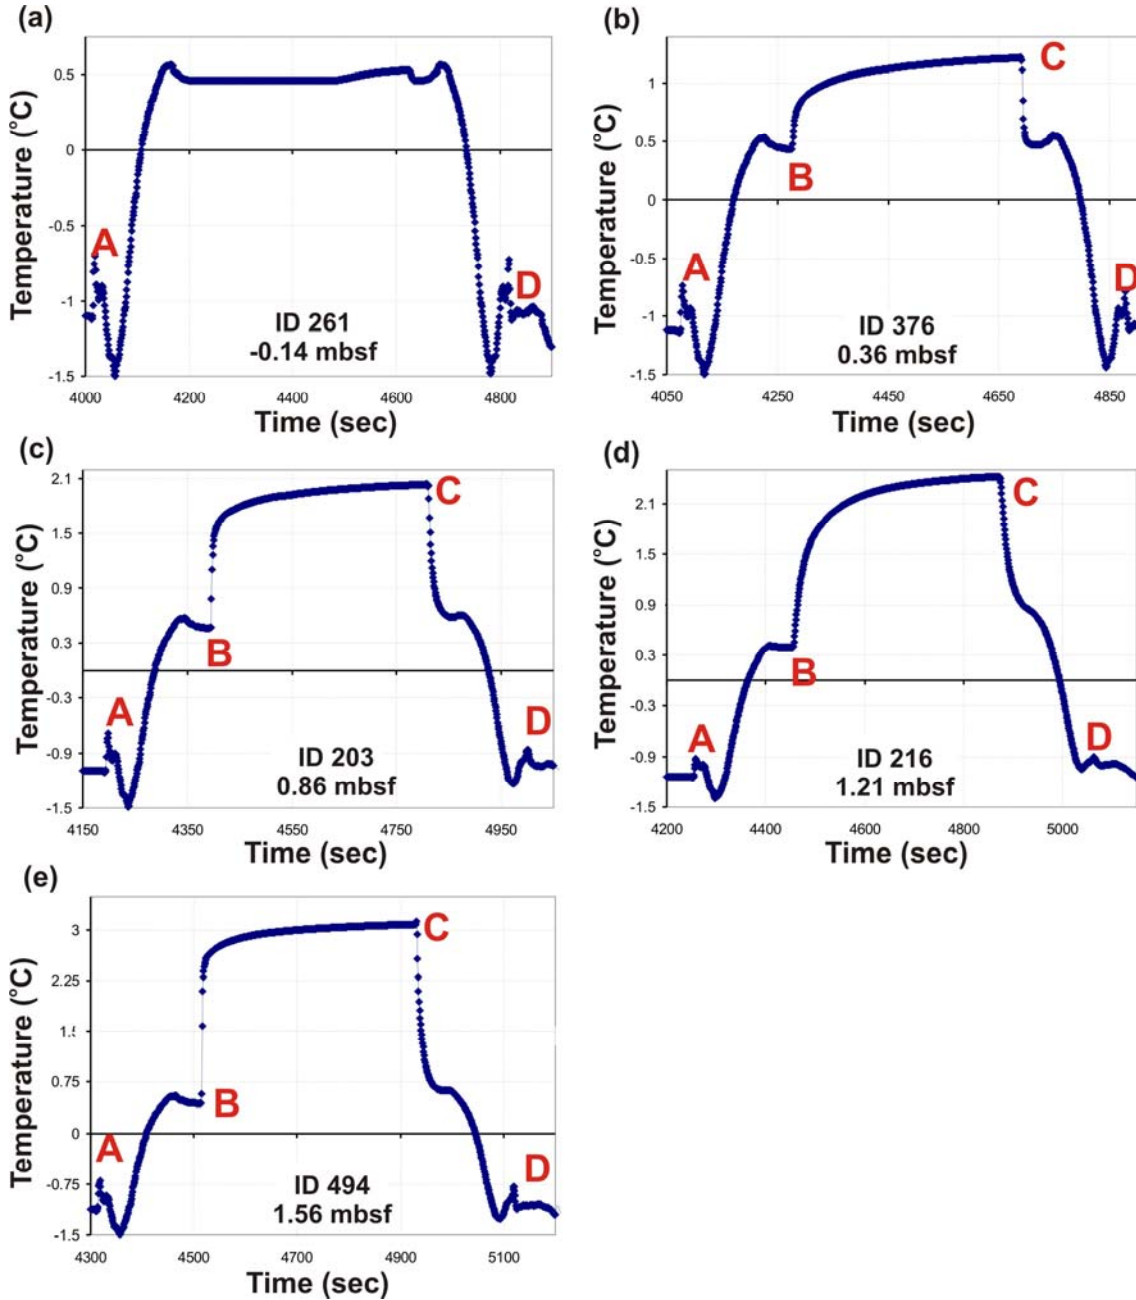 (a)
Temperature (°C)
0.5
0
-0.5
-1
-1.5
A
D
ID 261
-0.14 mbsf
4000
4200
4400
4600
4800
Time (sec)
(b)
Temperature (°C)
1
0.5
0
-0.5
-1
-1.5
A
B
C
D
ID 376
0.36 mbsf
4050
4250
4450
4650
4850
Time (sec)
(c)
Temperature (°C)
2.1
1.5
0.9
0.3
-0.3
-0.9
-1.5
A
B
C
D
ID 203
0.86 mbsf
4150
4350
4550
4750
4950
Time (sec)
(d)
Temperature (°C)
2.1
1.5
0.9
0.3
-0.3
-0.9
-1.5
A
B
C
D
ID 216
1.21 mbsf
4200
4400
4600
4800
5000
Time (sec)
(e)
Temperature (°C)
3
2.25
0.75
0
-0.75
-1.5
A
B
C
D
ID 494
1.56 mbsf
4300
4500
4700
4900
5100
Time (sec)